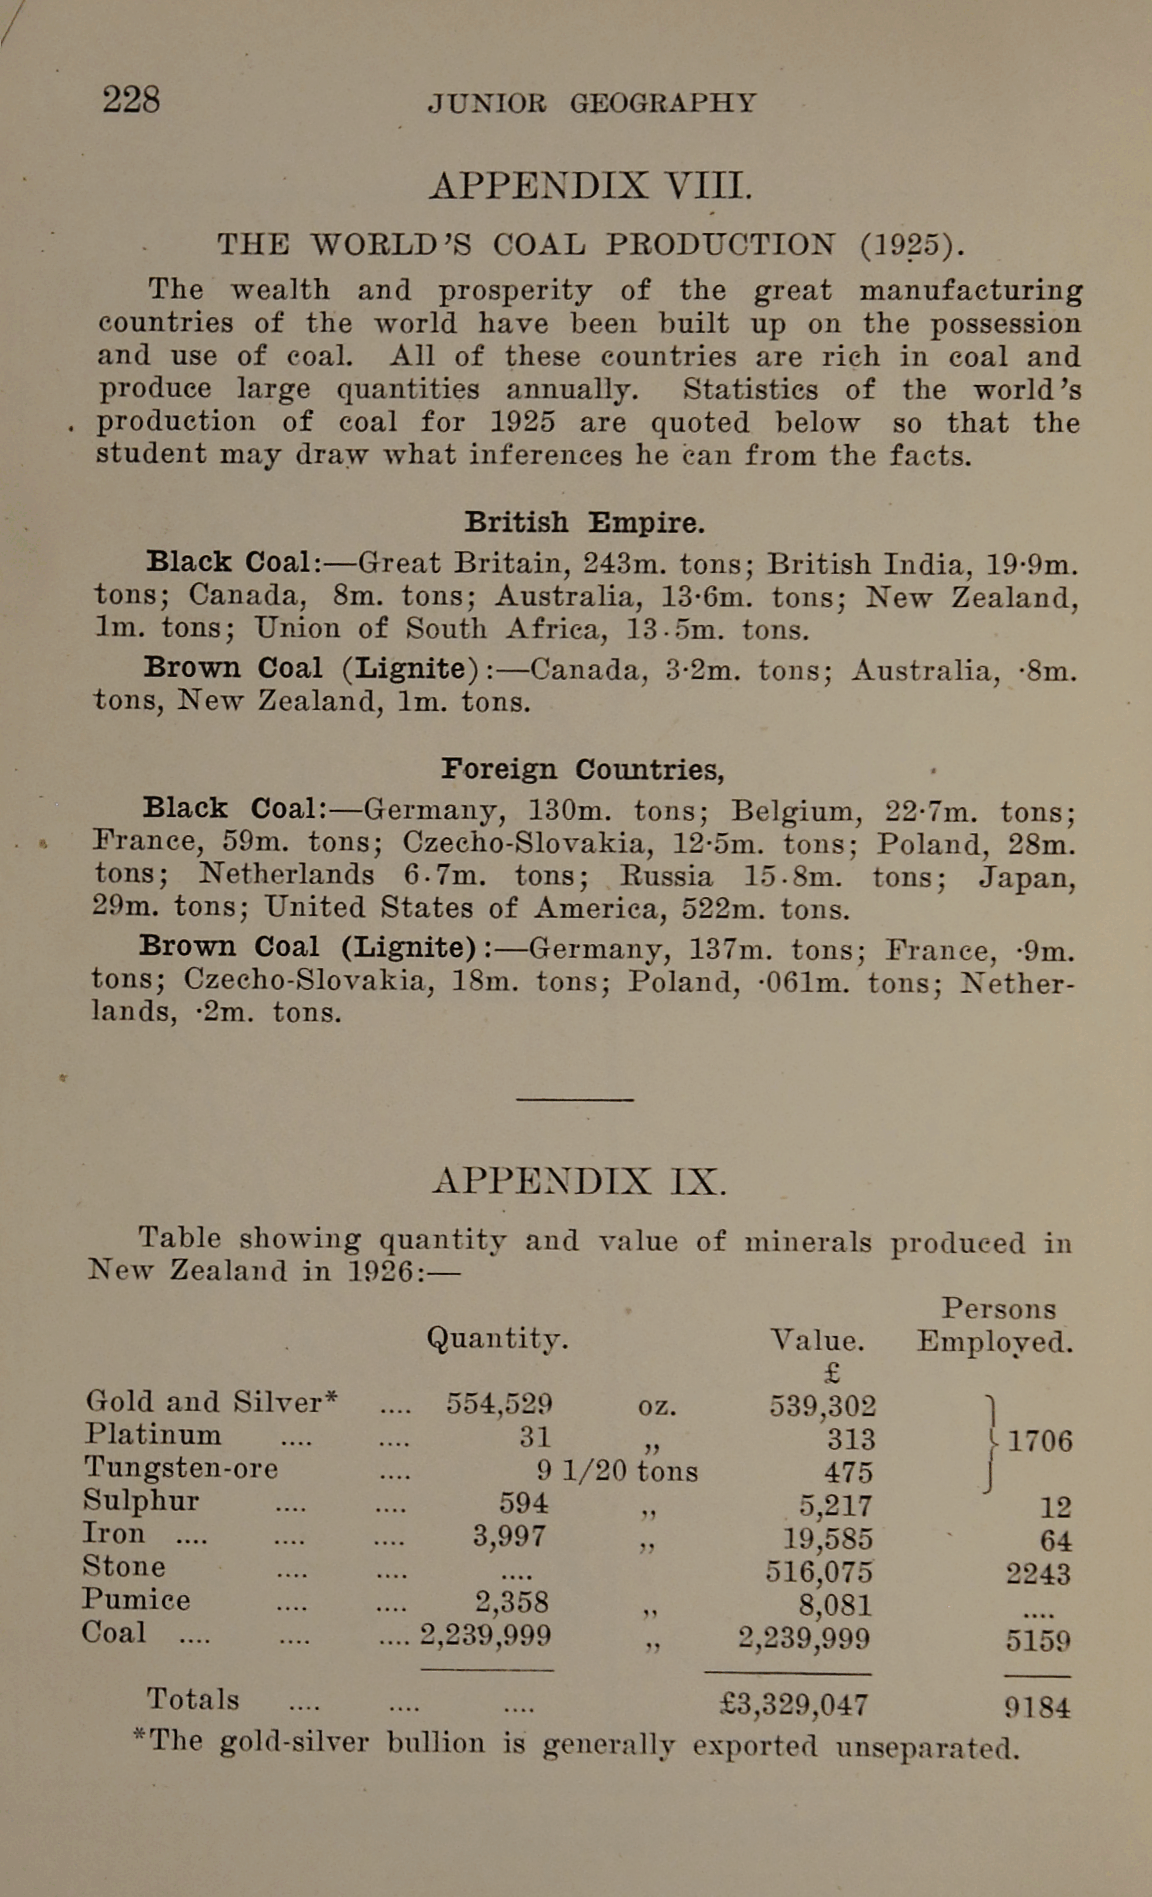 228 JUNIOR GEOGRAPHY
APPENDIX VIII.
THE WORLD'S COAL PRODUCTION (1925).
The wealth and prosperity of the great manufacturing
countries of the world have been built up on the possession
and use of coal. All of these countries are rich in coal and
produce large quantities annually. Statistics of the world's
production of coal for 1925 are quoted below so that the
student may draw what inferences he can from the facts.
British Empire.
Black Coal:—Great Britain, 243m. tons; British India, 19·9m.
tons; Canada, 8m. tons; Australia, 13·6m. tons; New Zealand,
1m. tons; Union of South Africa, 13·5m. tons.
Brown Coal (Lignite):—Canada, 3·2m. tons; Australia, ·8m.
tons, New Zealand, 1m. tons.
Foreign Countries,
Black Coal:—Germany, 130m. tons; Belgium, 22·7m. tons;
France, 59m. tons; Czecho-Slovakia, 12·5m. tons; Poland, 28m.
tons; Netherlands 6·7m. tons; Russia 15·8m. tons; Japan,
29m. tons; United States of America, 522m. tons.
Brown Coal (Lignite):—Germany, 137m. tons; France, ·9m.
tons; Czecho-Slovakia, 18m. tons; Poland, ·061m. tons; Nether-
lands, ·2m. tons.
APPENDIX IX.
Table showing quantity and value of minerals produced in
New Zealand in 1926:—
Persons
Quantity. Value. Employed.
£
Gold and Silver* .... 554,529 oz. 539,302
Platinum .... .... 31 ,, 313 } 1706
Tungsten-ore .... 9 1/20 tons 475
Sulphur .... .... 594 ,, 5,217 12
Iron .... .... .... 3,997 ,, 19,585 64
Stone .... .... .... 516,075 2243
Pumice .... .... 2,358 ,, 8,081 ....
Coal .... .... .... 2,239,999 ,, 2,239,999 5159
Totals .... .... .... £3,329,047 9184
*The gold-silver bullion is generally exported unseparated.